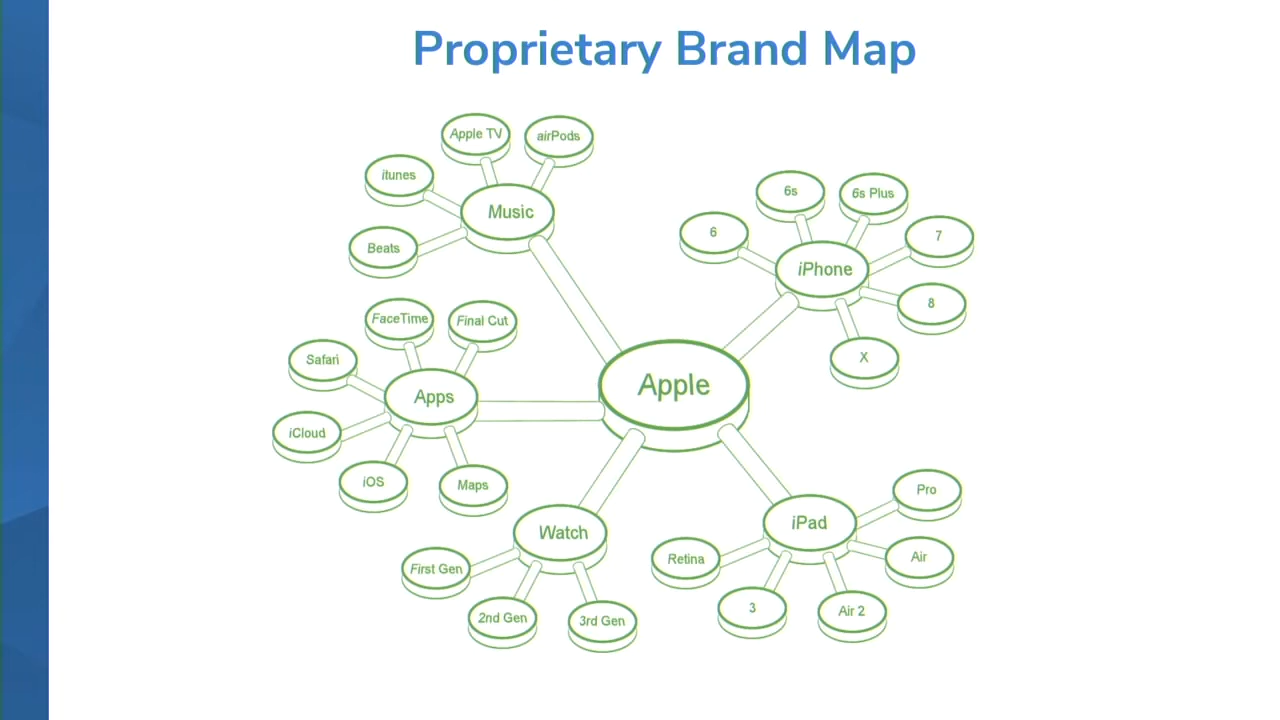 Proprietary Brand Map
Apple TV
airPods
itunes
Music
Beats
6s
6s Plus
6
7
iPhone
8
X
FaceTime
Final Cut
Safari
Apps
iCloud
iOS
Maps
Apple
Watch
First Gen
2nd Gen
3rd Gen
iPad
Pro
Retina
Air
3
Air 2